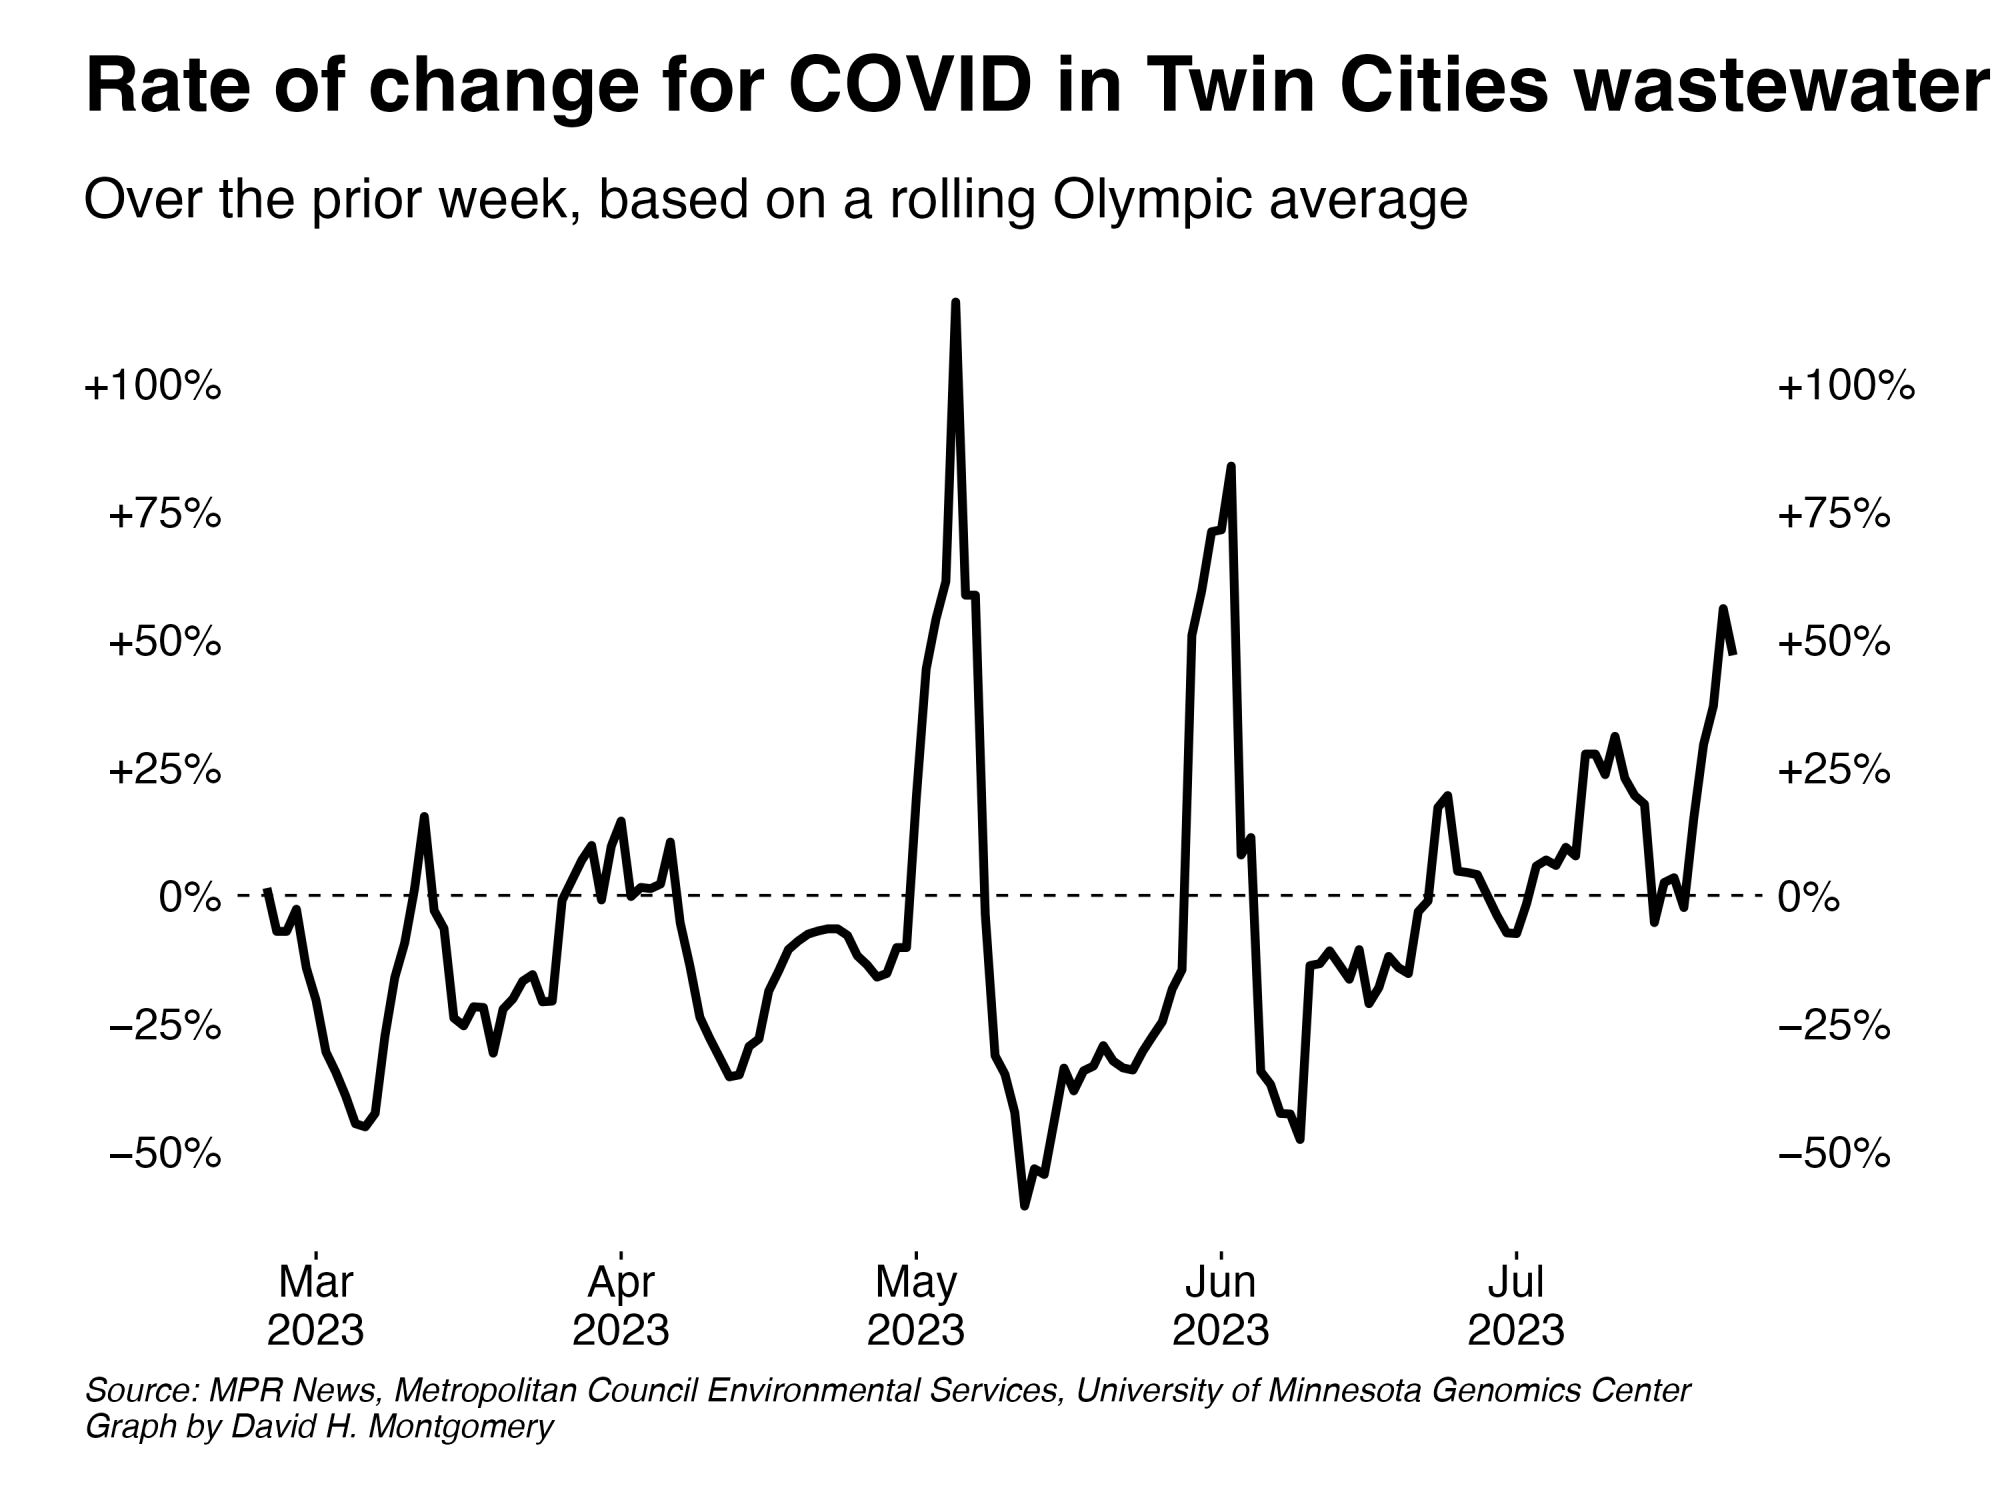 Rate of change for COVID in Twin Cities wastewater
Over the prior week, based on a rolling Olympic average
+100% +100%
+75% +75%
+50% +50%
+25% +25%
0% 0%
−25% −25%
−50% −50%
Mar Apr May Jun Jul
2023 2023 2023 2023 2023
Source: MPR News, Metropolitan Council Environmental Services, University of Minnesota Genomics Center
Graph by David H. Montgomery